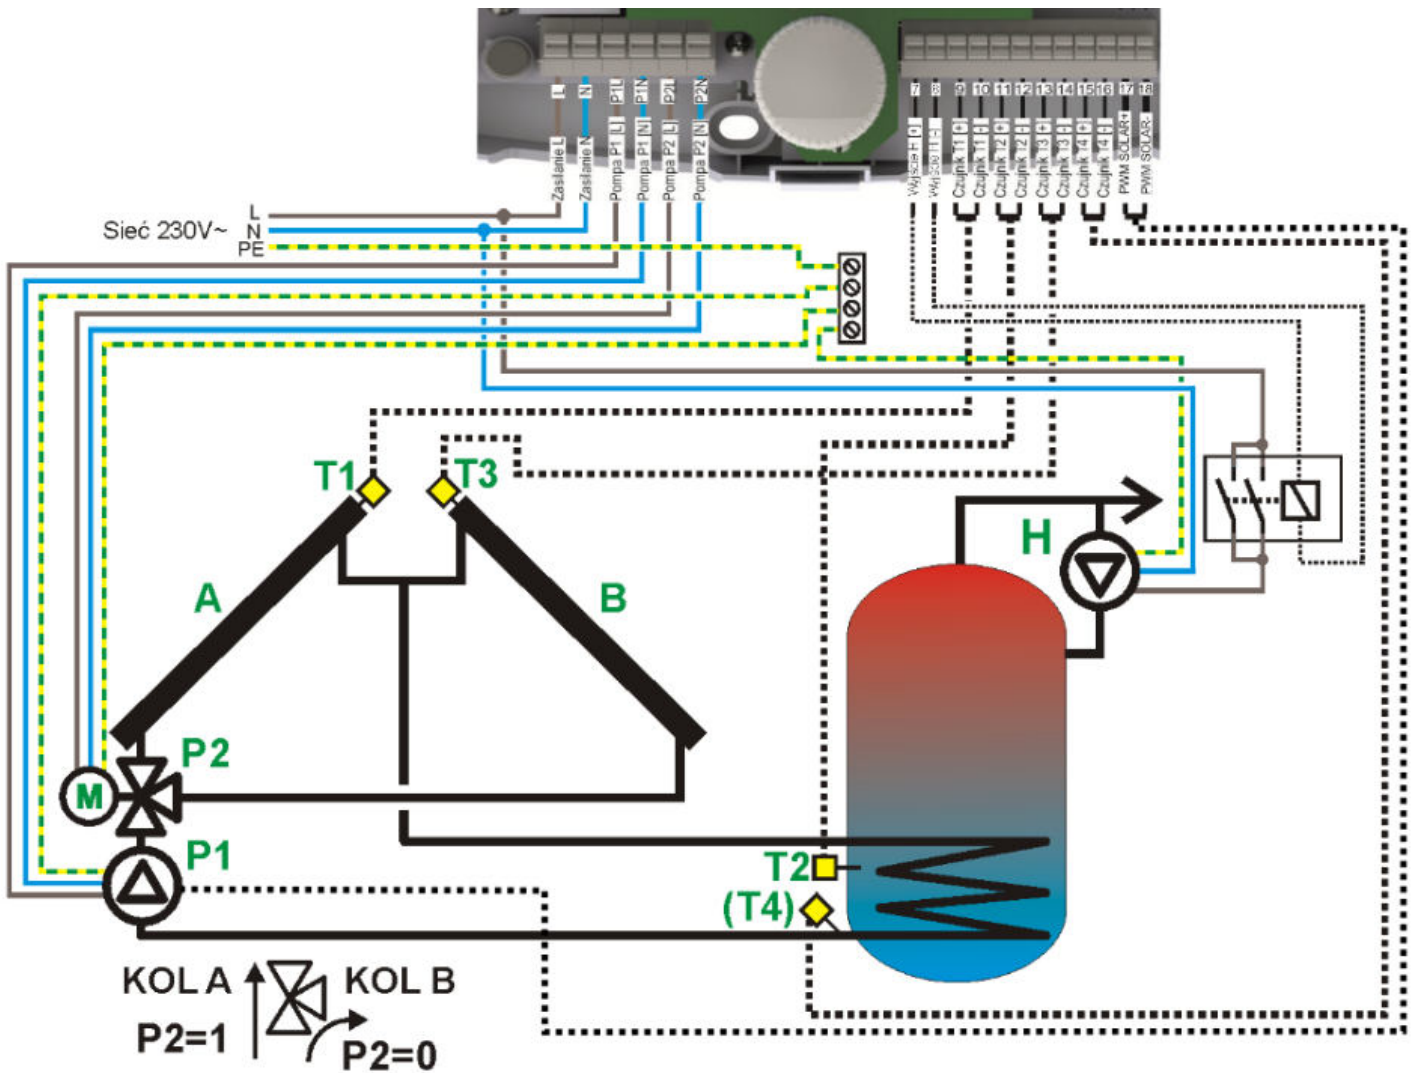 L
N
P1L
P1N
P2L
P2N
Zasilanie L
Zasilanie N
Pompa P1 [L]
Pompa P1 [N]
Pompa P2 [L]
Pompa P2 [N]
7
8
9
10
11
12
13
14
15
16
17
18
Wyjście H [+]
Wyjście H [-]
Czujnik T1 [+]
Czujnik T1 [-]
Czujnik T2 [+]
Czujnik T2 [-]
Czujnik T3 [+]
Czujnik T3 [-]
Czujnik T4 [+]
Czujnik T4 [-]
PWM SOLAR+
PWM SOLAR-
L
Sieć 230V~ N
PE
T1
T3
H
A
B
P2
M
P1
T2
(T4)
KOL A
KOL B
P2=1
P2=0